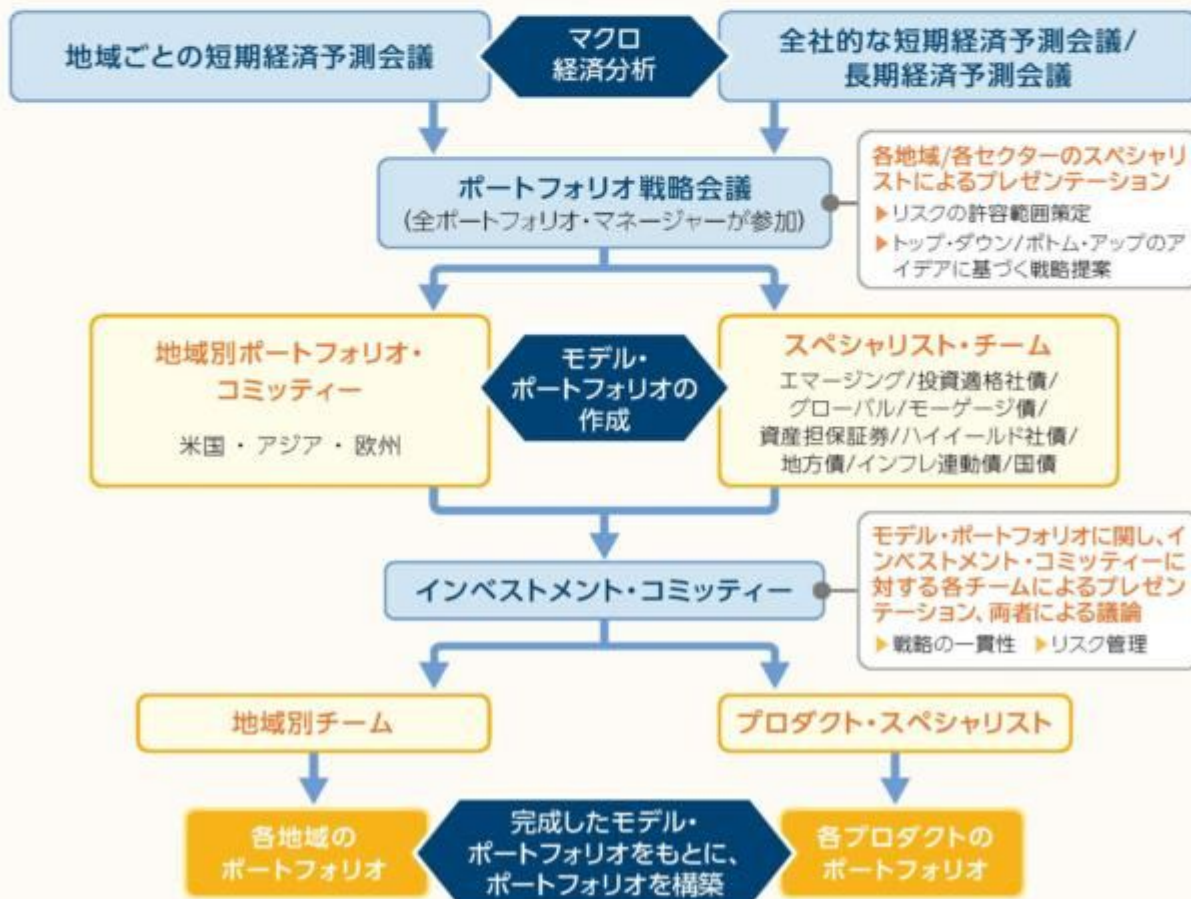 地域ごとの短期経済予測会議
マクロ
経済分析
全社的な短期経済予測会議/
長期経済予測会議
ポートフォリオ戦略会議
(全ポートフォリオ・マネージャーが参加)
各地域/各セクターのスペシャリ
ストによるプレゼンテーション
▶リスクの許容範囲策定
▶トップ・ダウン/ボトム・アップのア
イデアに基づく戦略提案
地域別ポートフォリオ・
コミッティー
米国・アジア・欧州
モデル・
ポートフォリオの
作成
スペシャリスト・チーム
エマージング/投資適格社債/
グローバル/モーゲージ債/
資産担保証券/ハイイールド社債/
地方債/インフレ連動債/国債
インベストメント・コミッティー
モデル・ポートフォリオに関し、イ
ンベストメント・コミッティーに
対する各チームによるプレゼン
テーション、両者による議論
▶戦略の一貫性 ▶リスク管理
地域別チーム
プロダクト・スペシャリスト
各地域の
ポートフォリオ
完成したモデル・
ポートフォリオをもとに、
ポートフォリオを構築
各プロダクトの
ポートフォリオ